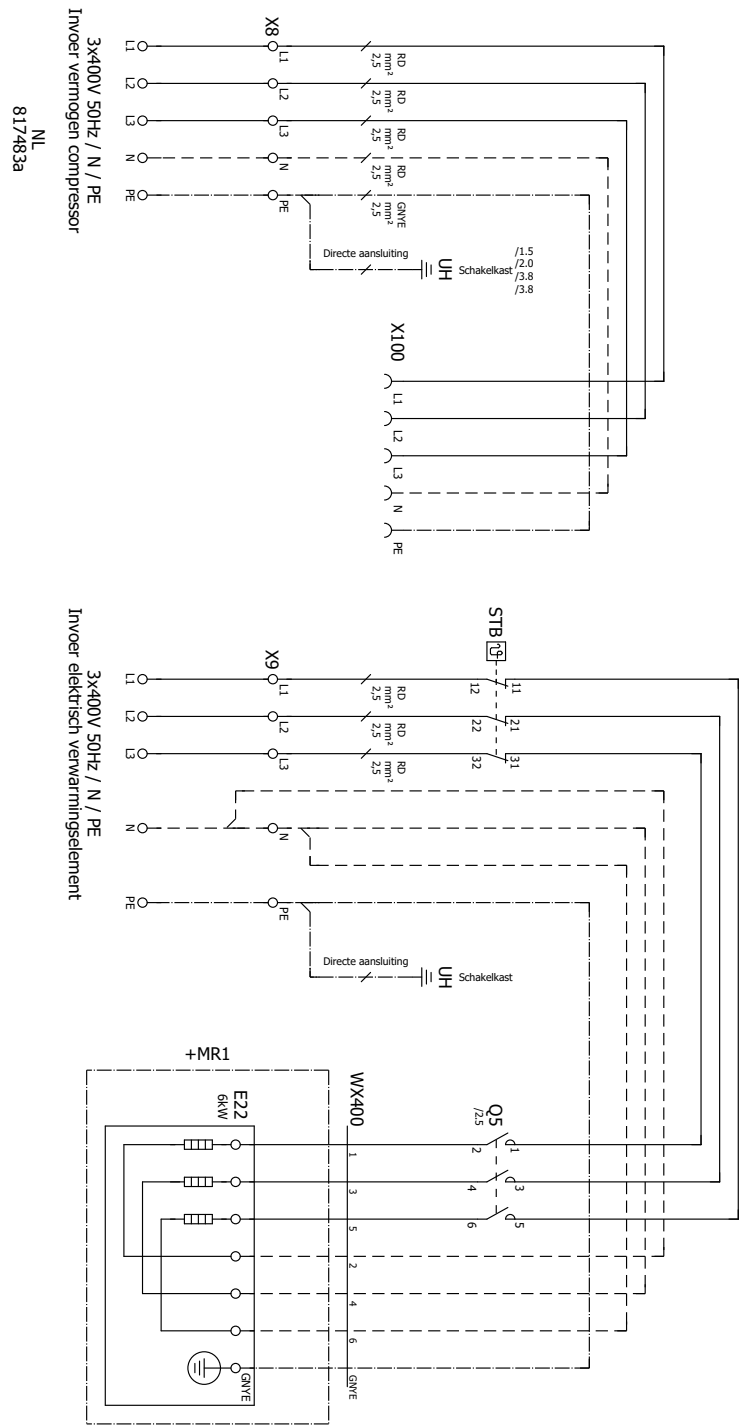 X8
L1
L1
RD
2,5 mm²
L2
L2
RD
2,5 mm²
L3
L3
RD
2,5 mm²
N
N
RD
2,5 mm²
PE
PE
GNYE
2,5 mm²
3x400V 50Hz / N / PE
Invoer vermogen compressor
NL
817483a
Directe aansluiting
UH
Schakelkast
/1.5
/2.0
/3.8
/3.8
X100
L1
L2
L3
N
PE
STB
11
12
21
22
31
32
X9
L1
L1
RD
2,5 mm²
L2
L2
RD
2,5 mm²
L3
L3
RD
2,5 mm²
N
N
PE
PE
3x400V 50Hz / N / PE
Invoer elektrisch verwarmingselement
Directe aansluiting
UH
Schakelkast
+MR1
E22
6kW
WX400
Q5
/2.5
1
2
3
4
5
6
1
3
5
2
4
6
GNYE
GNYE